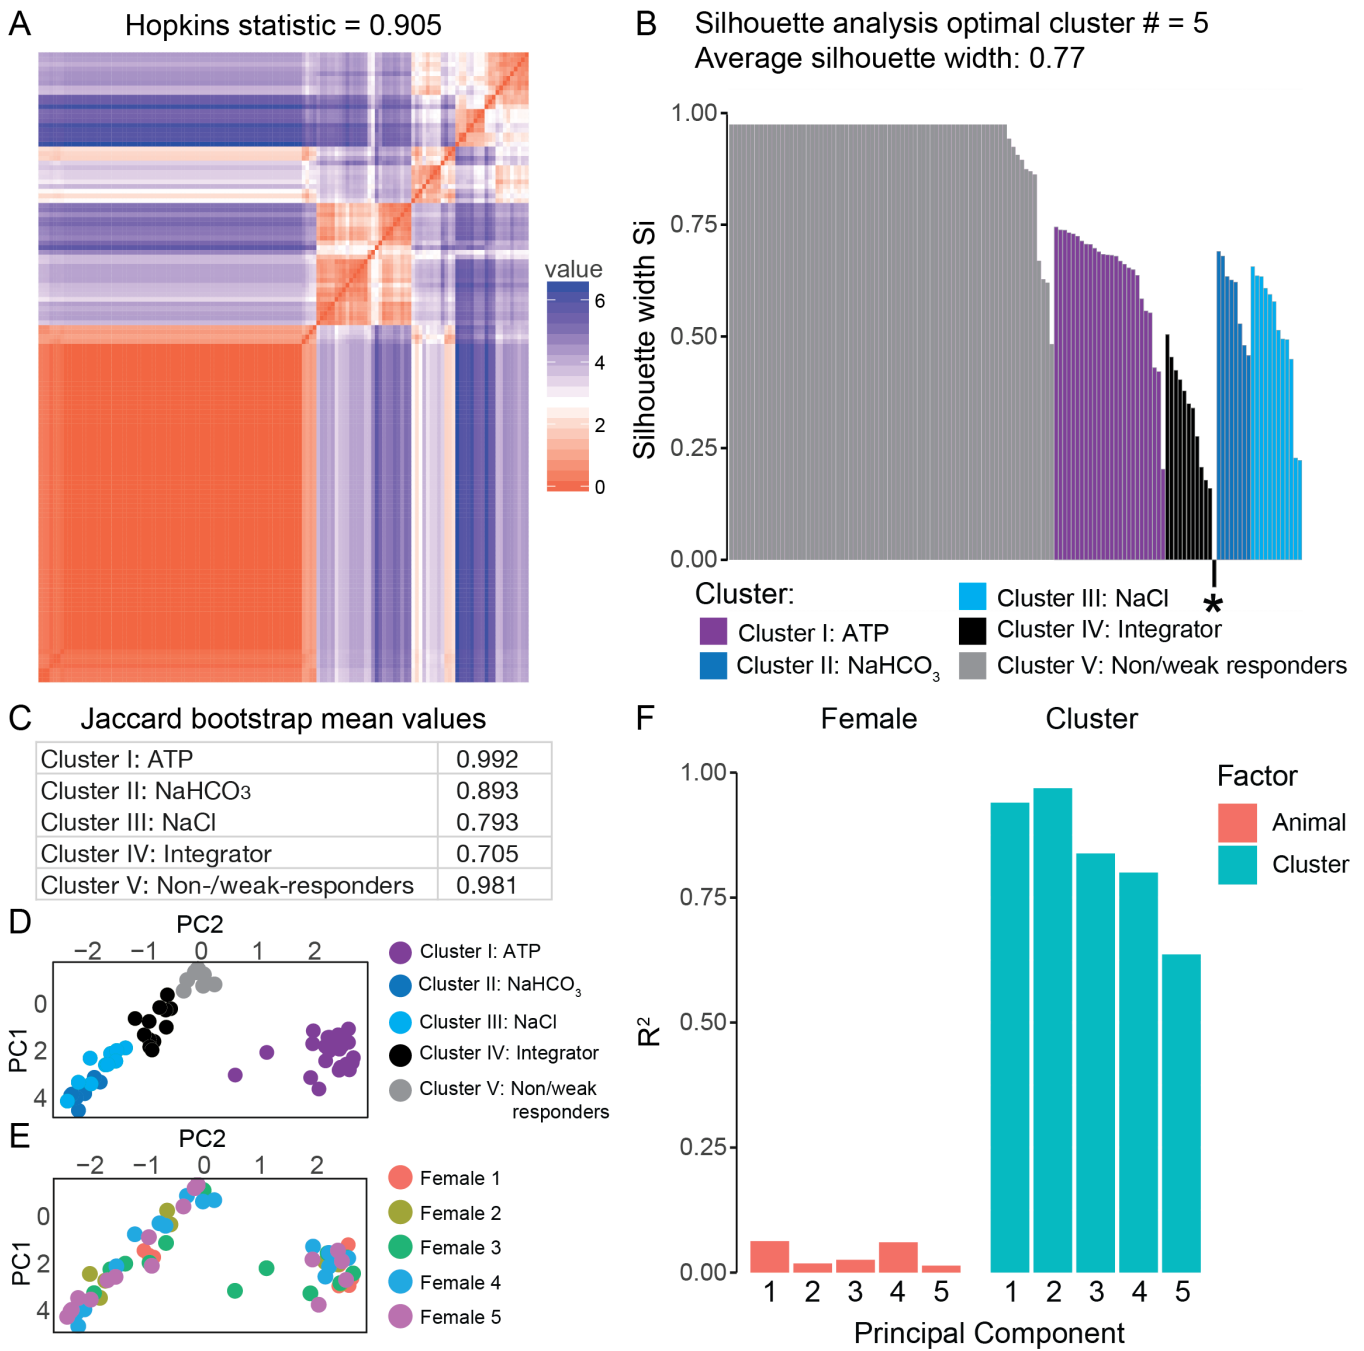 A
Hopkins statistic = 0.905
value
6
4
2
0
B
Silhouette analysis optimal cluster # = 5
Average silhouette width: 0.77
Silhouette width Si
1.00
0.75
0.50
0.25
0.00
*
Cluster:
Cluster I: ATP
Cluster II: NaHCO3
Cluster III: NaCl
Cluster IV: Integrator
Cluster V: Non/weak responders
C
Jaccard bootstrap mean values
Cluster I: ATP 0.992
Cluster II: NaHCO3 0.893
Cluster III: NaCl 0.793
Cluster IV: Integrator 0.705
Cluster V: Non-/weak-responders 0.981
D
PC2
−2 −1 0 1 2
PC1
0
2
4
Cluster I: ATP
Cluster II: NaHCO3
Cluster III: NaCl
Cluster IV: Integrator
Cluster V: Non/weak
responders
E
PC2
−2 −1 0 1 2
PC1
0
2
4
Female 1
Female 2
Female 3
Female 4
Female 5
F
Female Cluster
R2
1.00
0.75
0.50
0.25
0.00
1 2 3 4 5 1 2 3 4 5
Principal Component
Factor
Animal
Cluster